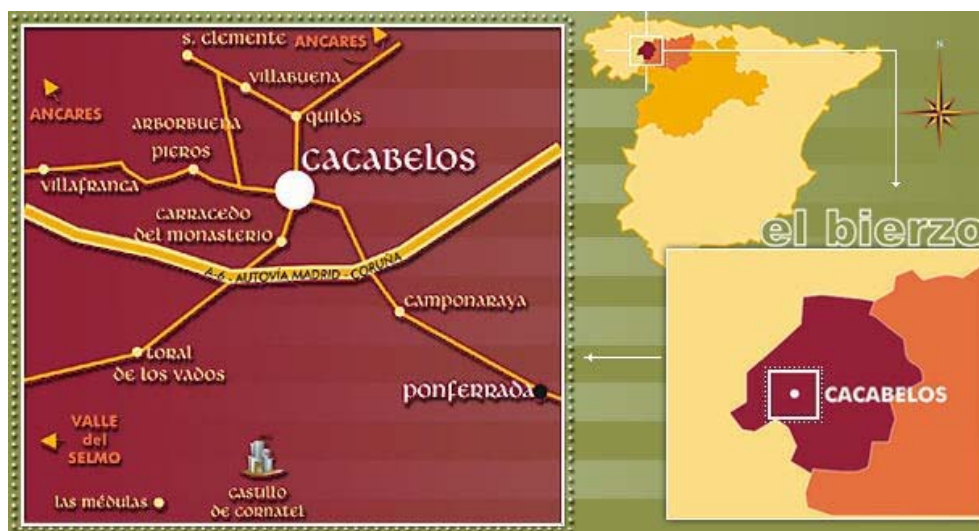 S. CLEMENTE
ANCARES
VILLABUENA
ANCARES
ARBORBUENA
QUILÓS
PIEROS
CACABELOS
VILLAFRANCA
CARRACEDO
DEL MONASTERIO
A-6 - AUTOVÍA MADRID - CORUÑA
CAMPONARAYA
TORAL
DE LOS VADOS
PONFERRADA
VALLE
del
SELMO
LAS MÉDULAS
CASTILLO
DE CORNATEL
N
el bierzo
CACABELOS